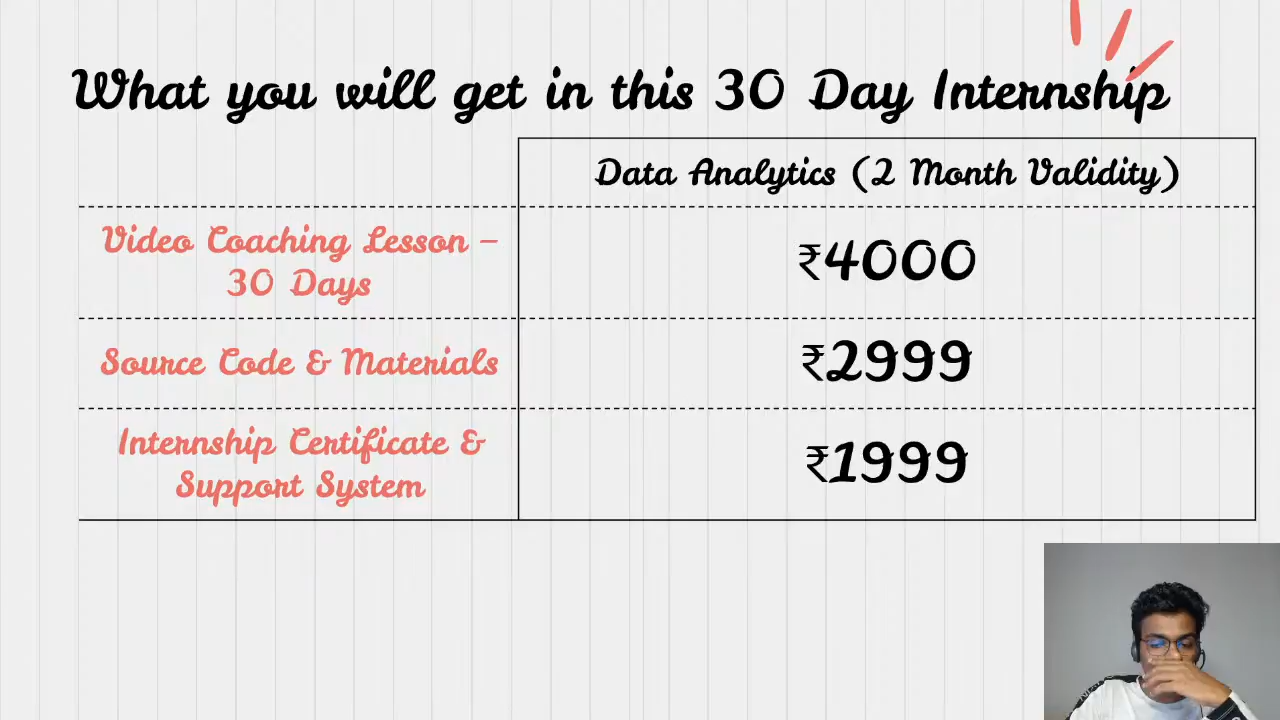 What you will get in this 30 Day Internship
Data Analytics (2 Month Validity)
Video Coaching Lesson –
30 Days
₹4000
Source Code & Materials
₹2999
Internship Certificate &
Support System
₹1999